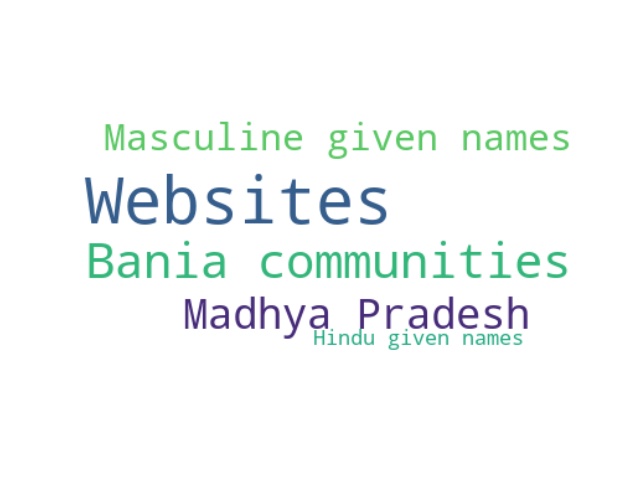 Masculine given names
Websites
Bania communities
Madhya Pradesh
Hindu given names